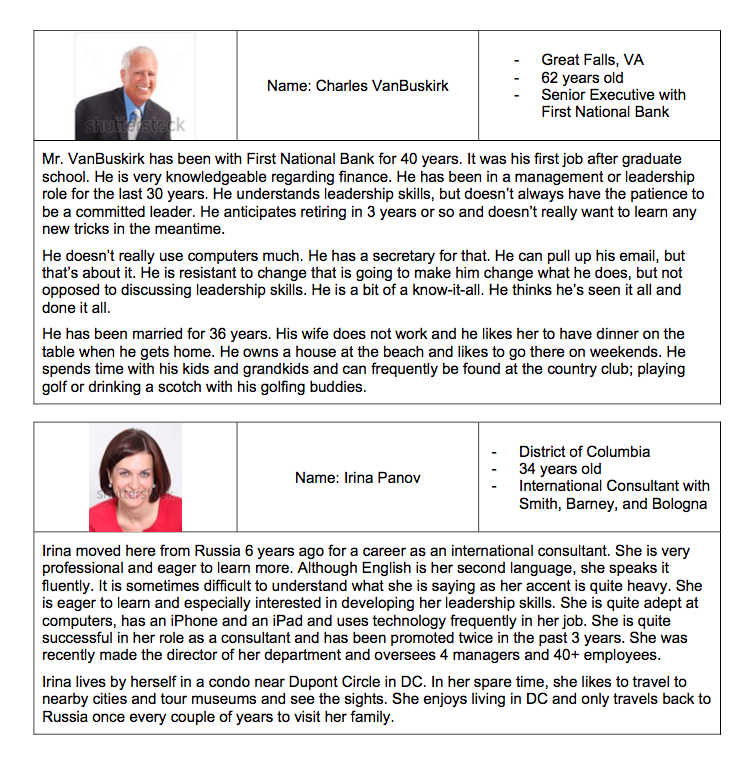 shutterstock
Name: Charles VanBuskirk
- Great Falls, VA
- 62 years old
- Senior Executive with
First National Bank
Mr. VanBuskirk has been with First National Bank for 40 years. It was his first job after graduate
school. He is very knowledgeable regarding finance. He has been in a management or leadership
role for the last 30 years. He understands leadership skills, but doesn’t always have the patience to
be a committed leader. He anticipates retiring in 3 years or so and doesn’t really want to learn any
new tricks in the meantime.
He doesn’t really use computers much. He has a secretary for that. He can pull up his email, but
that’s about it. He is resistant to change that is going to make him change what he does, but not
opposed to discussing leadership skills. He is a bit of a know-it-all. He thinks he’s seen it all and
done it all.
He has been married for 36 years. His wife does not work and he likes her to have dinner on the
table when he gets home. He owns a house at the beach and likes to go there on weekends. He
spends time with his kids and grandkids and can frequently be found at the country club; playing
golf or drinking a scotch with his golfing buddies.
shutterstock
Name: Irina Panov
- District of Columbia
- 34 years old
- International Consultant with
Smith, Barney, and Bologna
Irina moved here from Russia 6 years ago for a career as an international consultant. She is very
professional and eager to learn more. Although English is her second language, she speaks it
fluently. It is sometimes difficult to understand what she is saying as her accent is quite heavy. She
is eager to learn and especially interested in developing her leadership skills. She is quite adept at
computers, has an iPhone and an iPad and uses technology frequently in her job. She is quite
successful in her role as a consultant and has been promoted twice in the past 3 years. She was
recently made the director of her department and oversees 4 managers and 40+ employees.
Irina lives by herself in a condo near Dupont Circle in DC. In her spare time, she likes to travel to
nearby cities and tour museums and see the sights. She enjoys living in DC and only travels back to
Russia once every couple of years to visit her family.